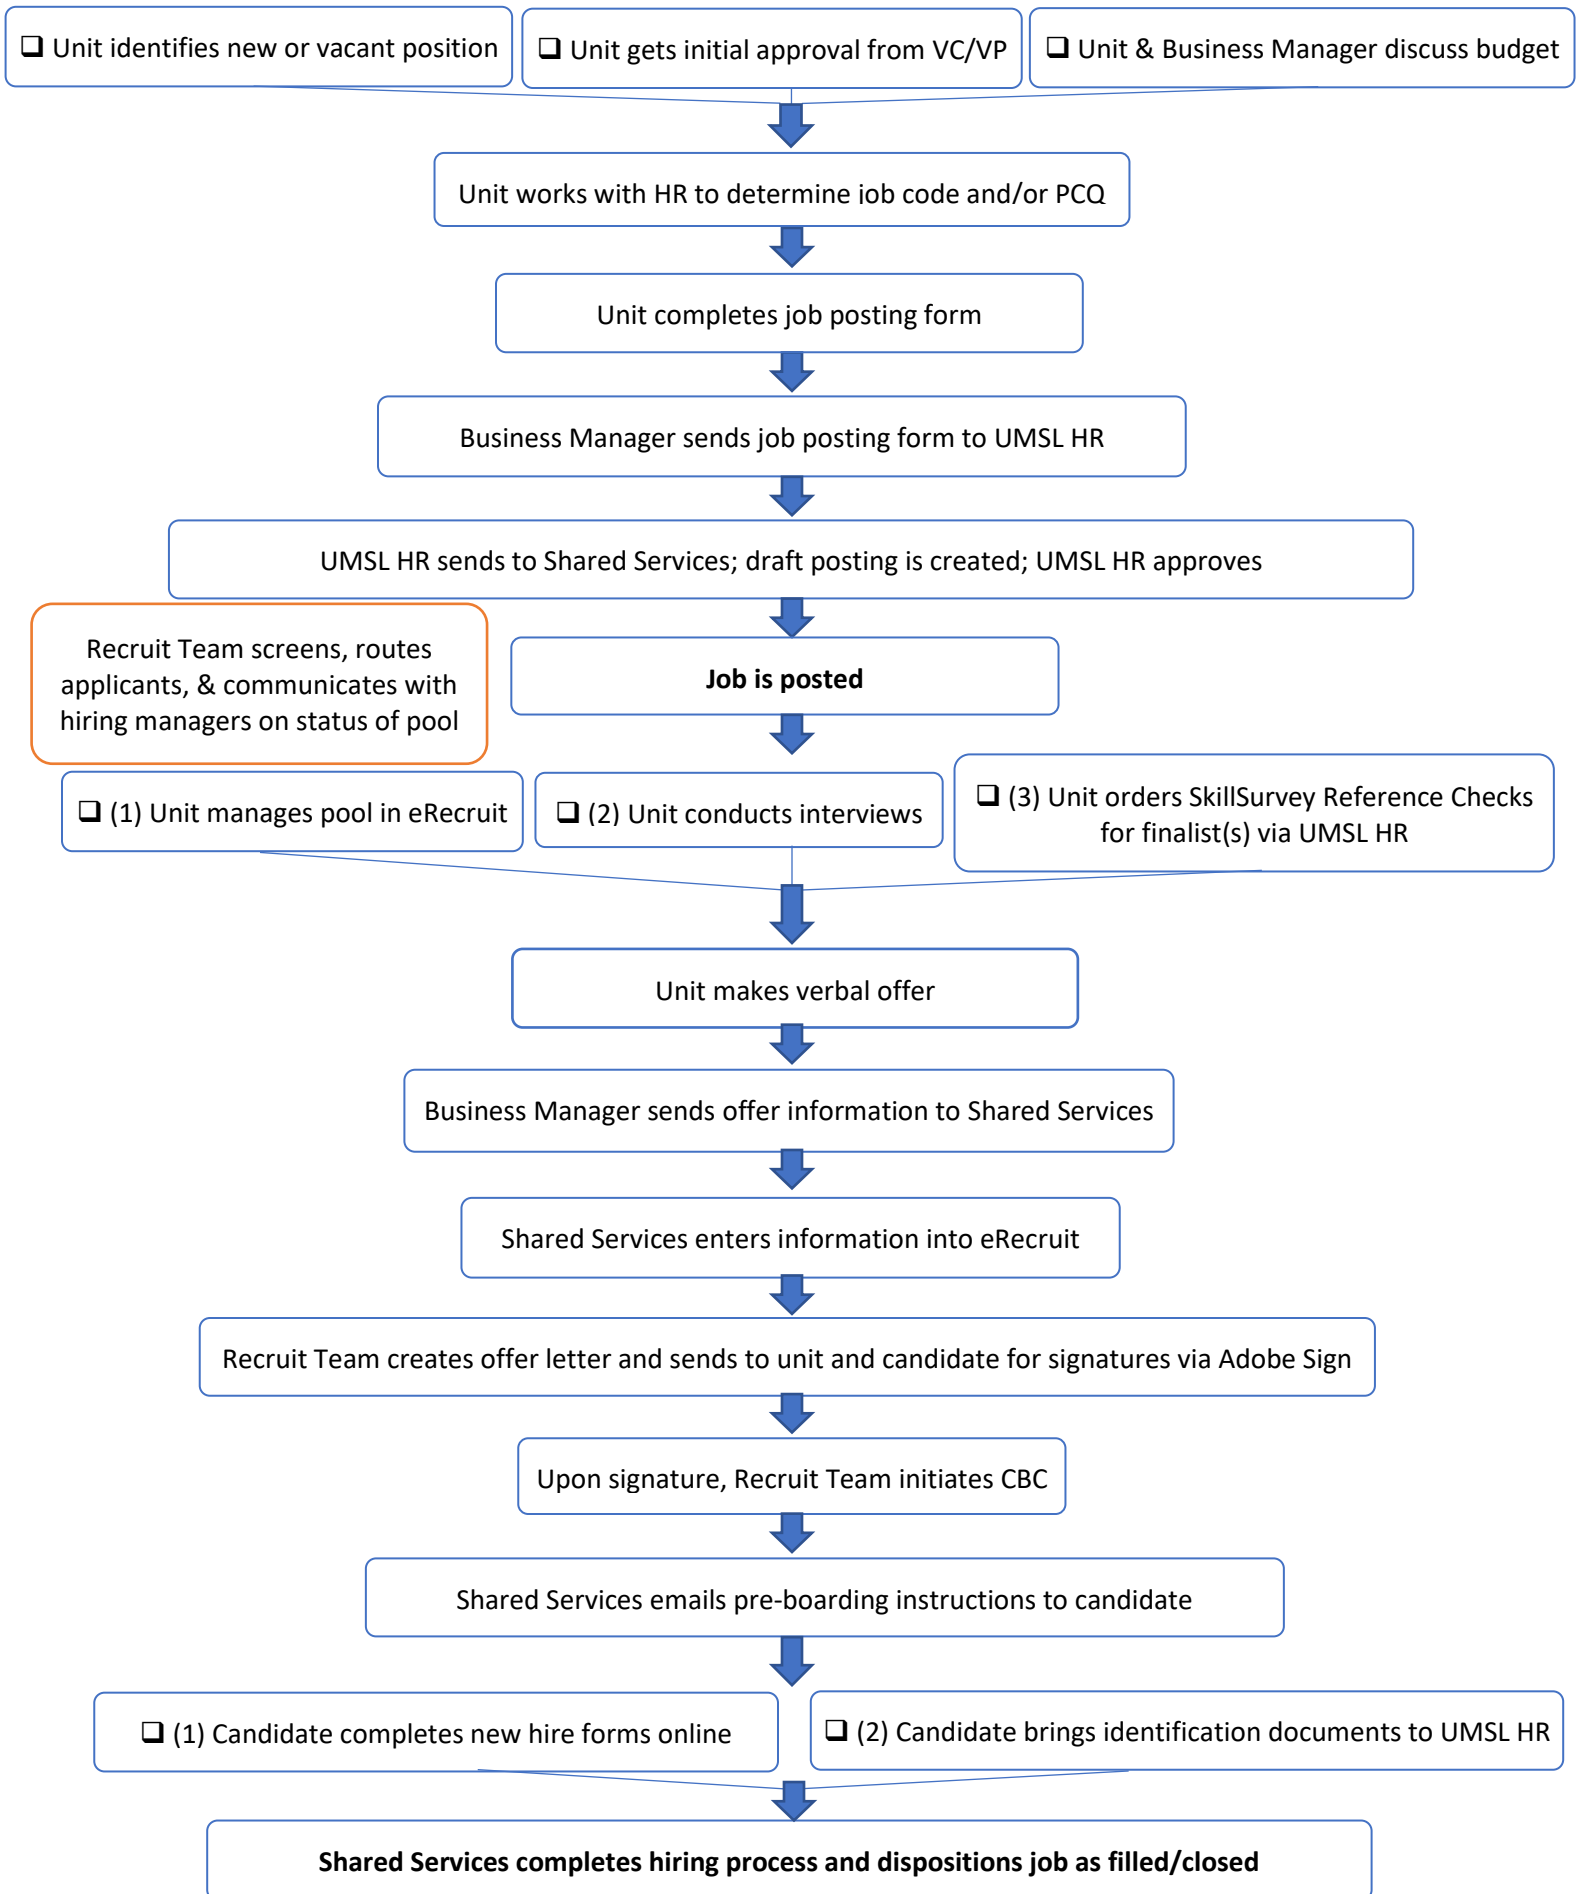 ❑ Unit identifies new or vacant position
❑ Unit gets initial approval from VC/VP
❑ Unit & Business Manager discuss budget
Unit works with HR to determine job code and/or PCQ
Unit completes job posting form
Business Manager sends job posting form to UMSL HR
UMSL HR sends to Shared Services; draft posting is created; UMSL HR approves
Recruit Team screens, routes
applicants, & communicates with
hiring managers on status of pool
Job is posted
❑ (1) Unit manages pool in eRecruit
❑ (2) Unit conducts interviews
❑ (3) Unit orders SkillSurvey Reference Checks
for finalist(s) via UMSL HR
Unit makes verbal offer
Business Manager sends offer information to Shared Services
Shared Services enters information into eRecruit
Recruit Team creates offer letter and sends to unit and candidate for signatures via Adobe Sign
Upon signature, Recruit Team initiates CBC
Shared Services emails pre-boarding instructions to candidate
❑ (1) Candidate completes new hire forms online
❑ (2) Candidate brings identification documents to UMSL HR
Shared Services completes hiring process and dispositions job as filled/closed